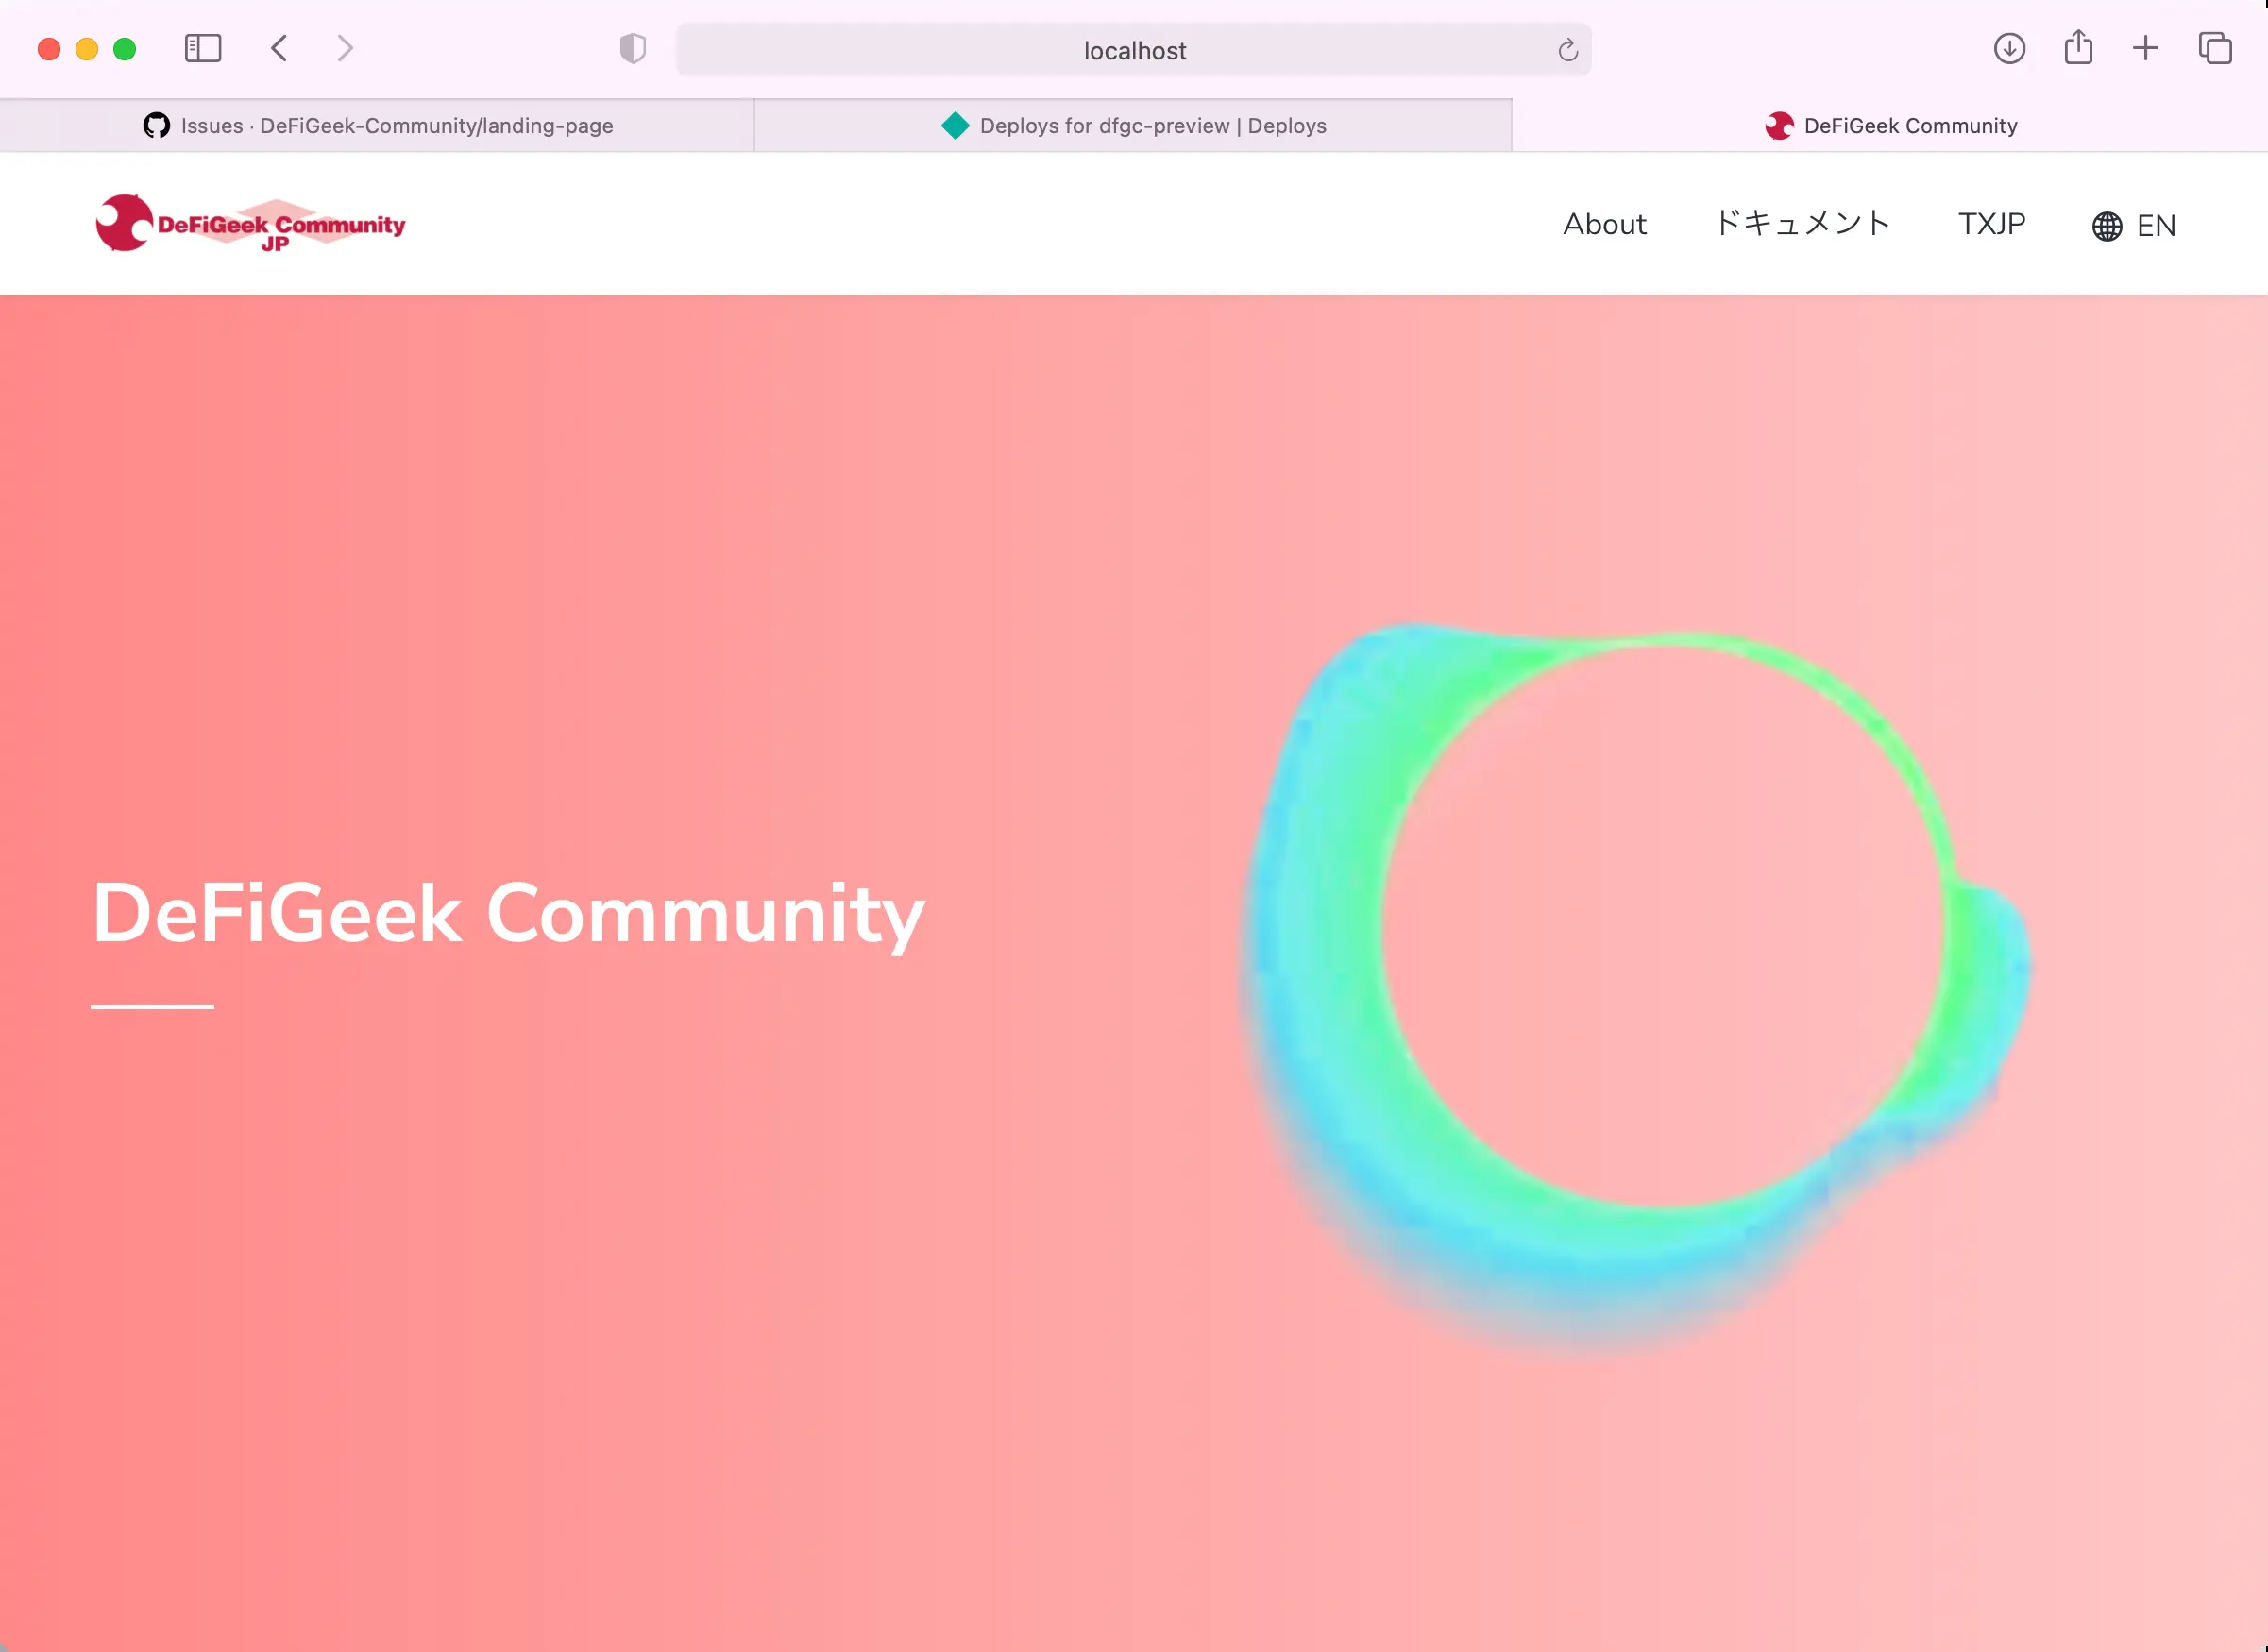 localhost
Issues · DeFiGeek-Community/landing-page
Deploys for dfgc-preview | Deploys
DeFiGeek Community
DeFiGeek Community
JP
About
ドキュメント
TXJP
EN
DeFiGeek Community